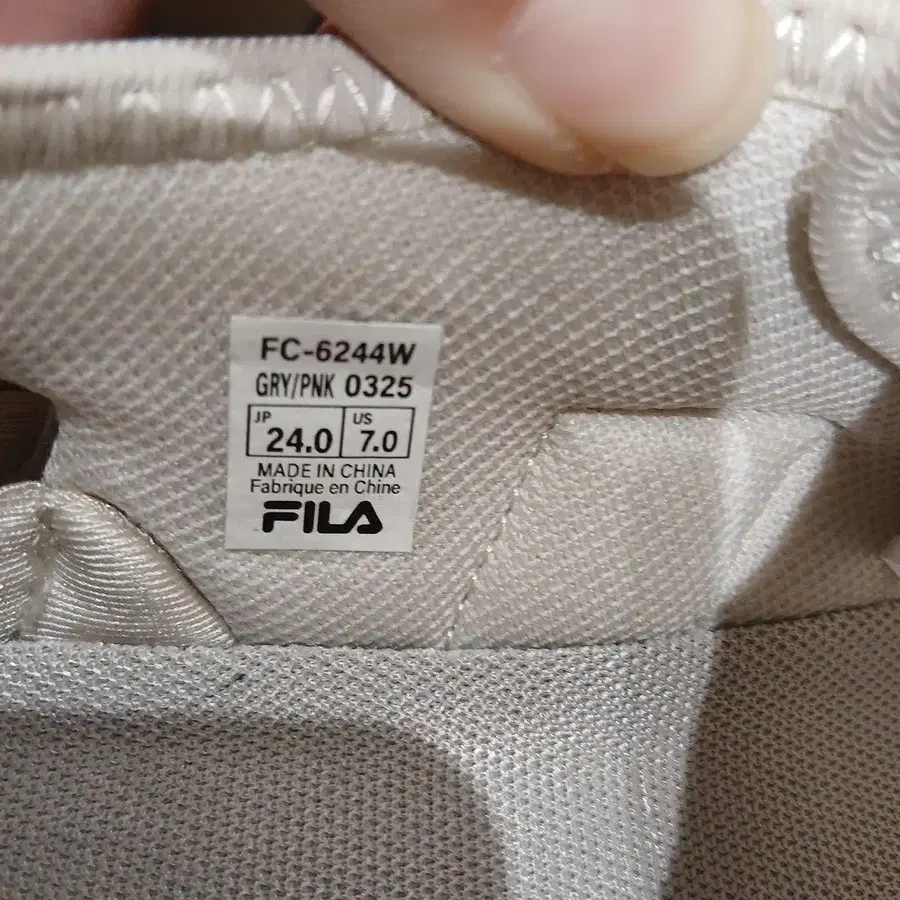 FC-6244W
GRY/PNK 0325
JP 24.0 US 7.0
MADE IN CHINA
Fabrique en Chine
FILA